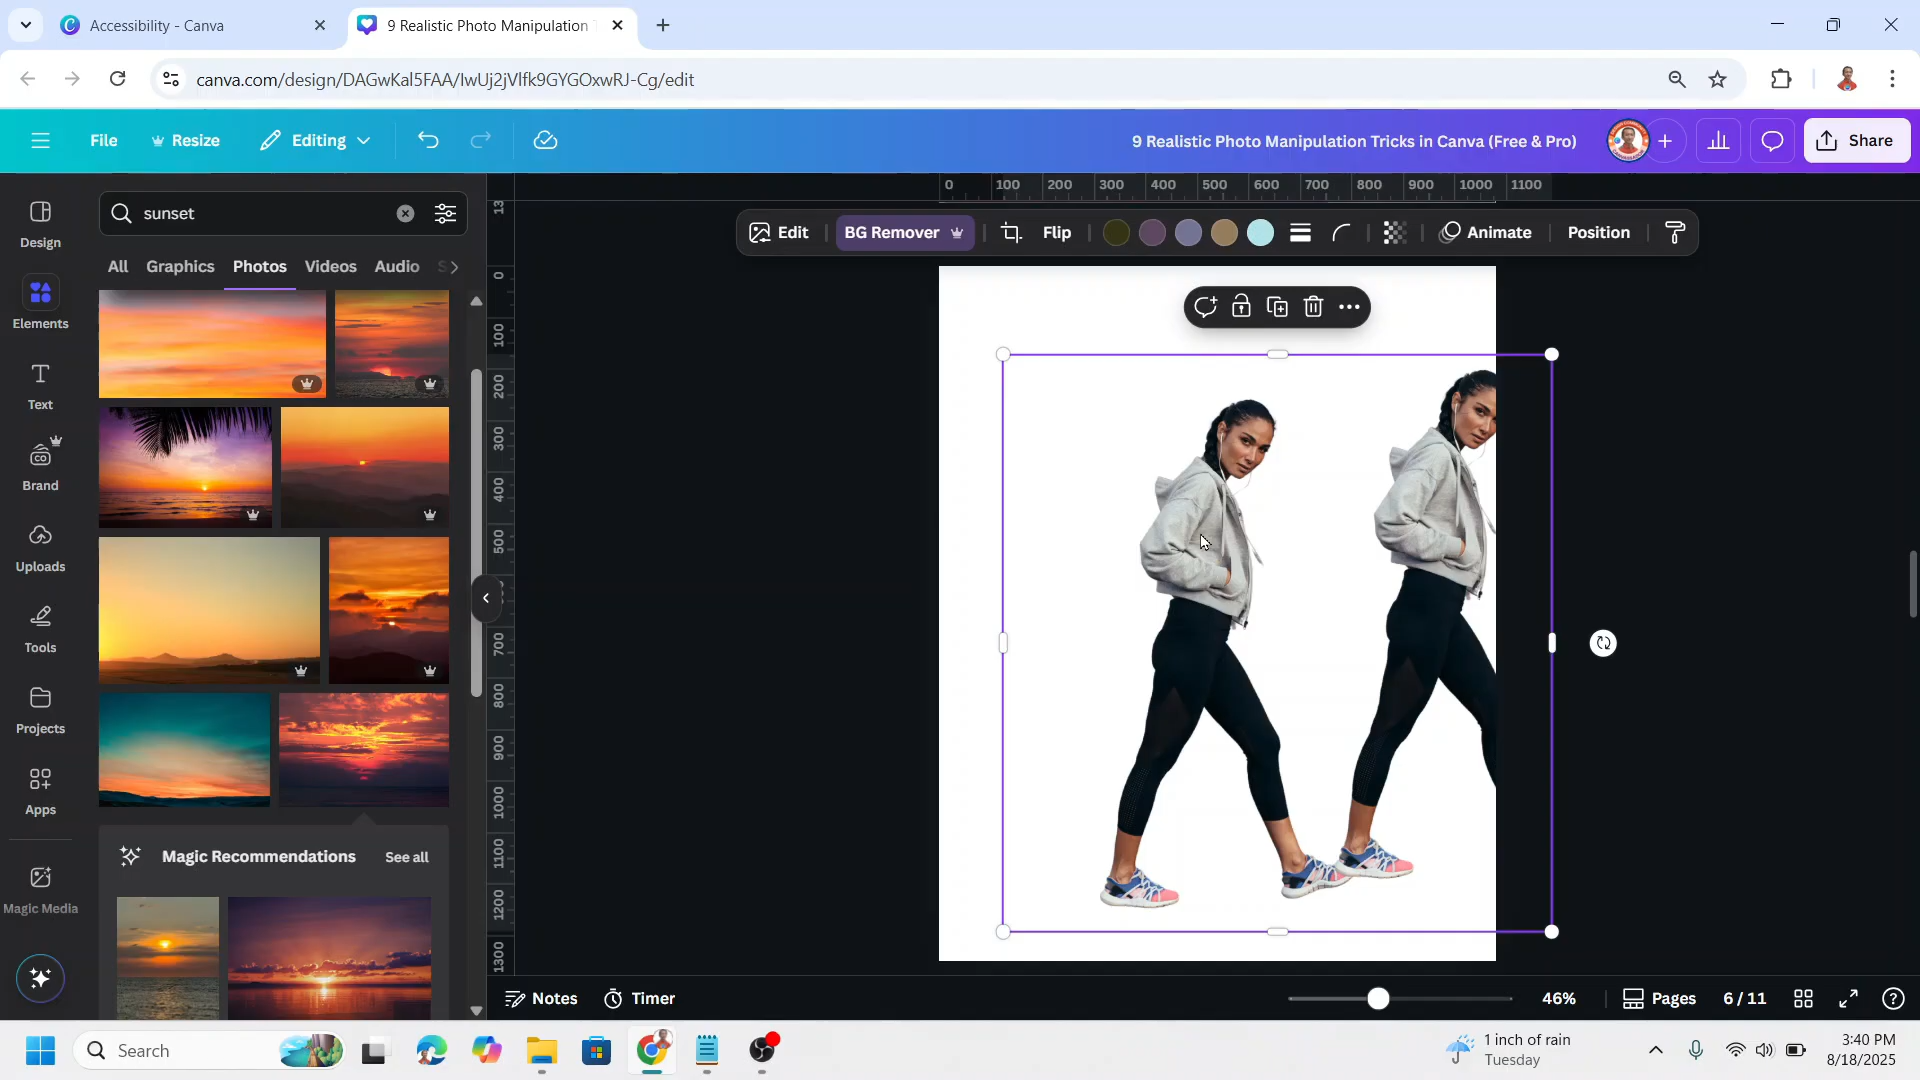 Accessibility - Canva
9 Realistic Photo Manipulation T
canva.com/design/DAGwKal5FAA/IwUj2jVlfk9GYGOxwRJ-Cg/edit
File
Resize
Editing
9 Realistic Photo Manipulation Tricks in Canva (Free & Pro)
Share
Design
Elements
Text
Brand
Uploads
Tools
Projects
Apps
Magic Media
sunset
All
Graphics
Photos
Videos
Audio
S
Magic Recommendations
See all
0 100 200 300 400 500 600 700 800 900 1000 1100
13
0
100
300
400
500
700
800
900
1000
1100
1200
1300
Edit
BG Remover
Flip
Animate
Position
Notes
Timer
46%
Pages
6 / 11
Search
1 inch of rain
Tuesday
3:40 PM
8/18/2025